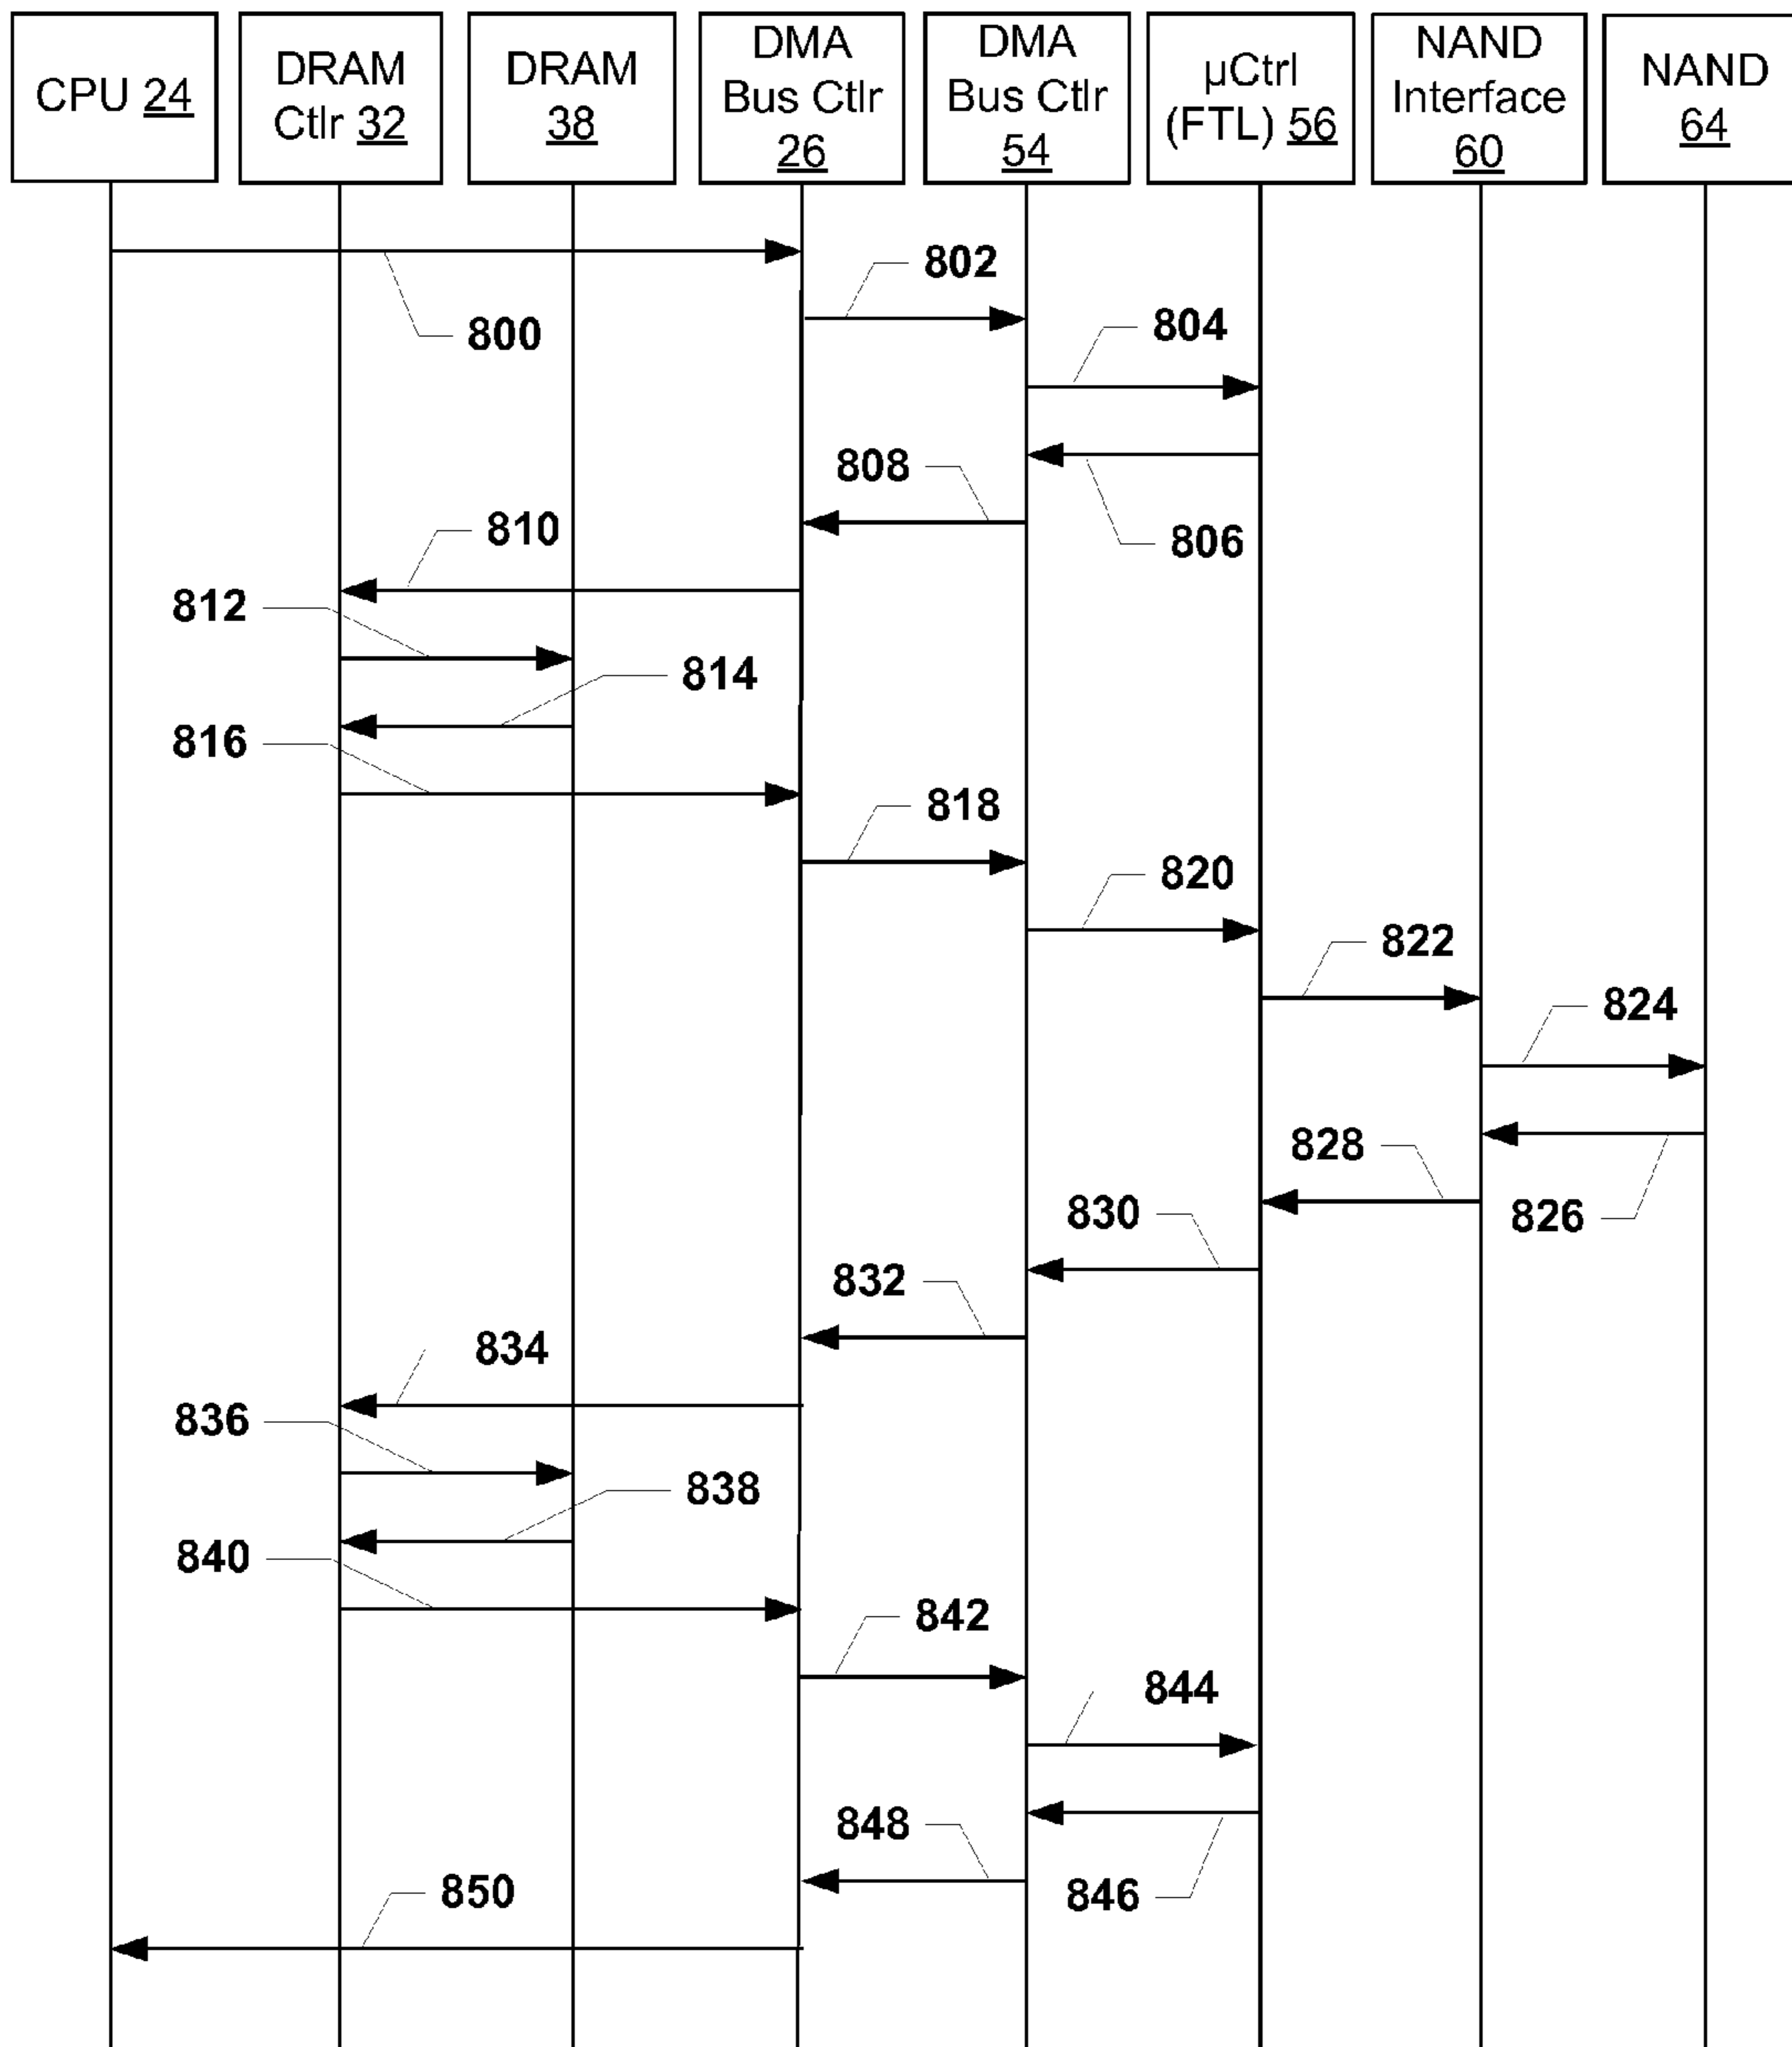 CPU 24
DRAM
Ctlr 32
DRAM
38
DMA
Bus Ctlr
26
DMA
Bus Ctlr
54
µCtrl
(FTL) 56
NAND
Interface
60
NAND
64
800
802
804
806
808
810
812
814
816
818
820
822
824
826
828
830
832
834
836
838
840
842
844
846
848
850